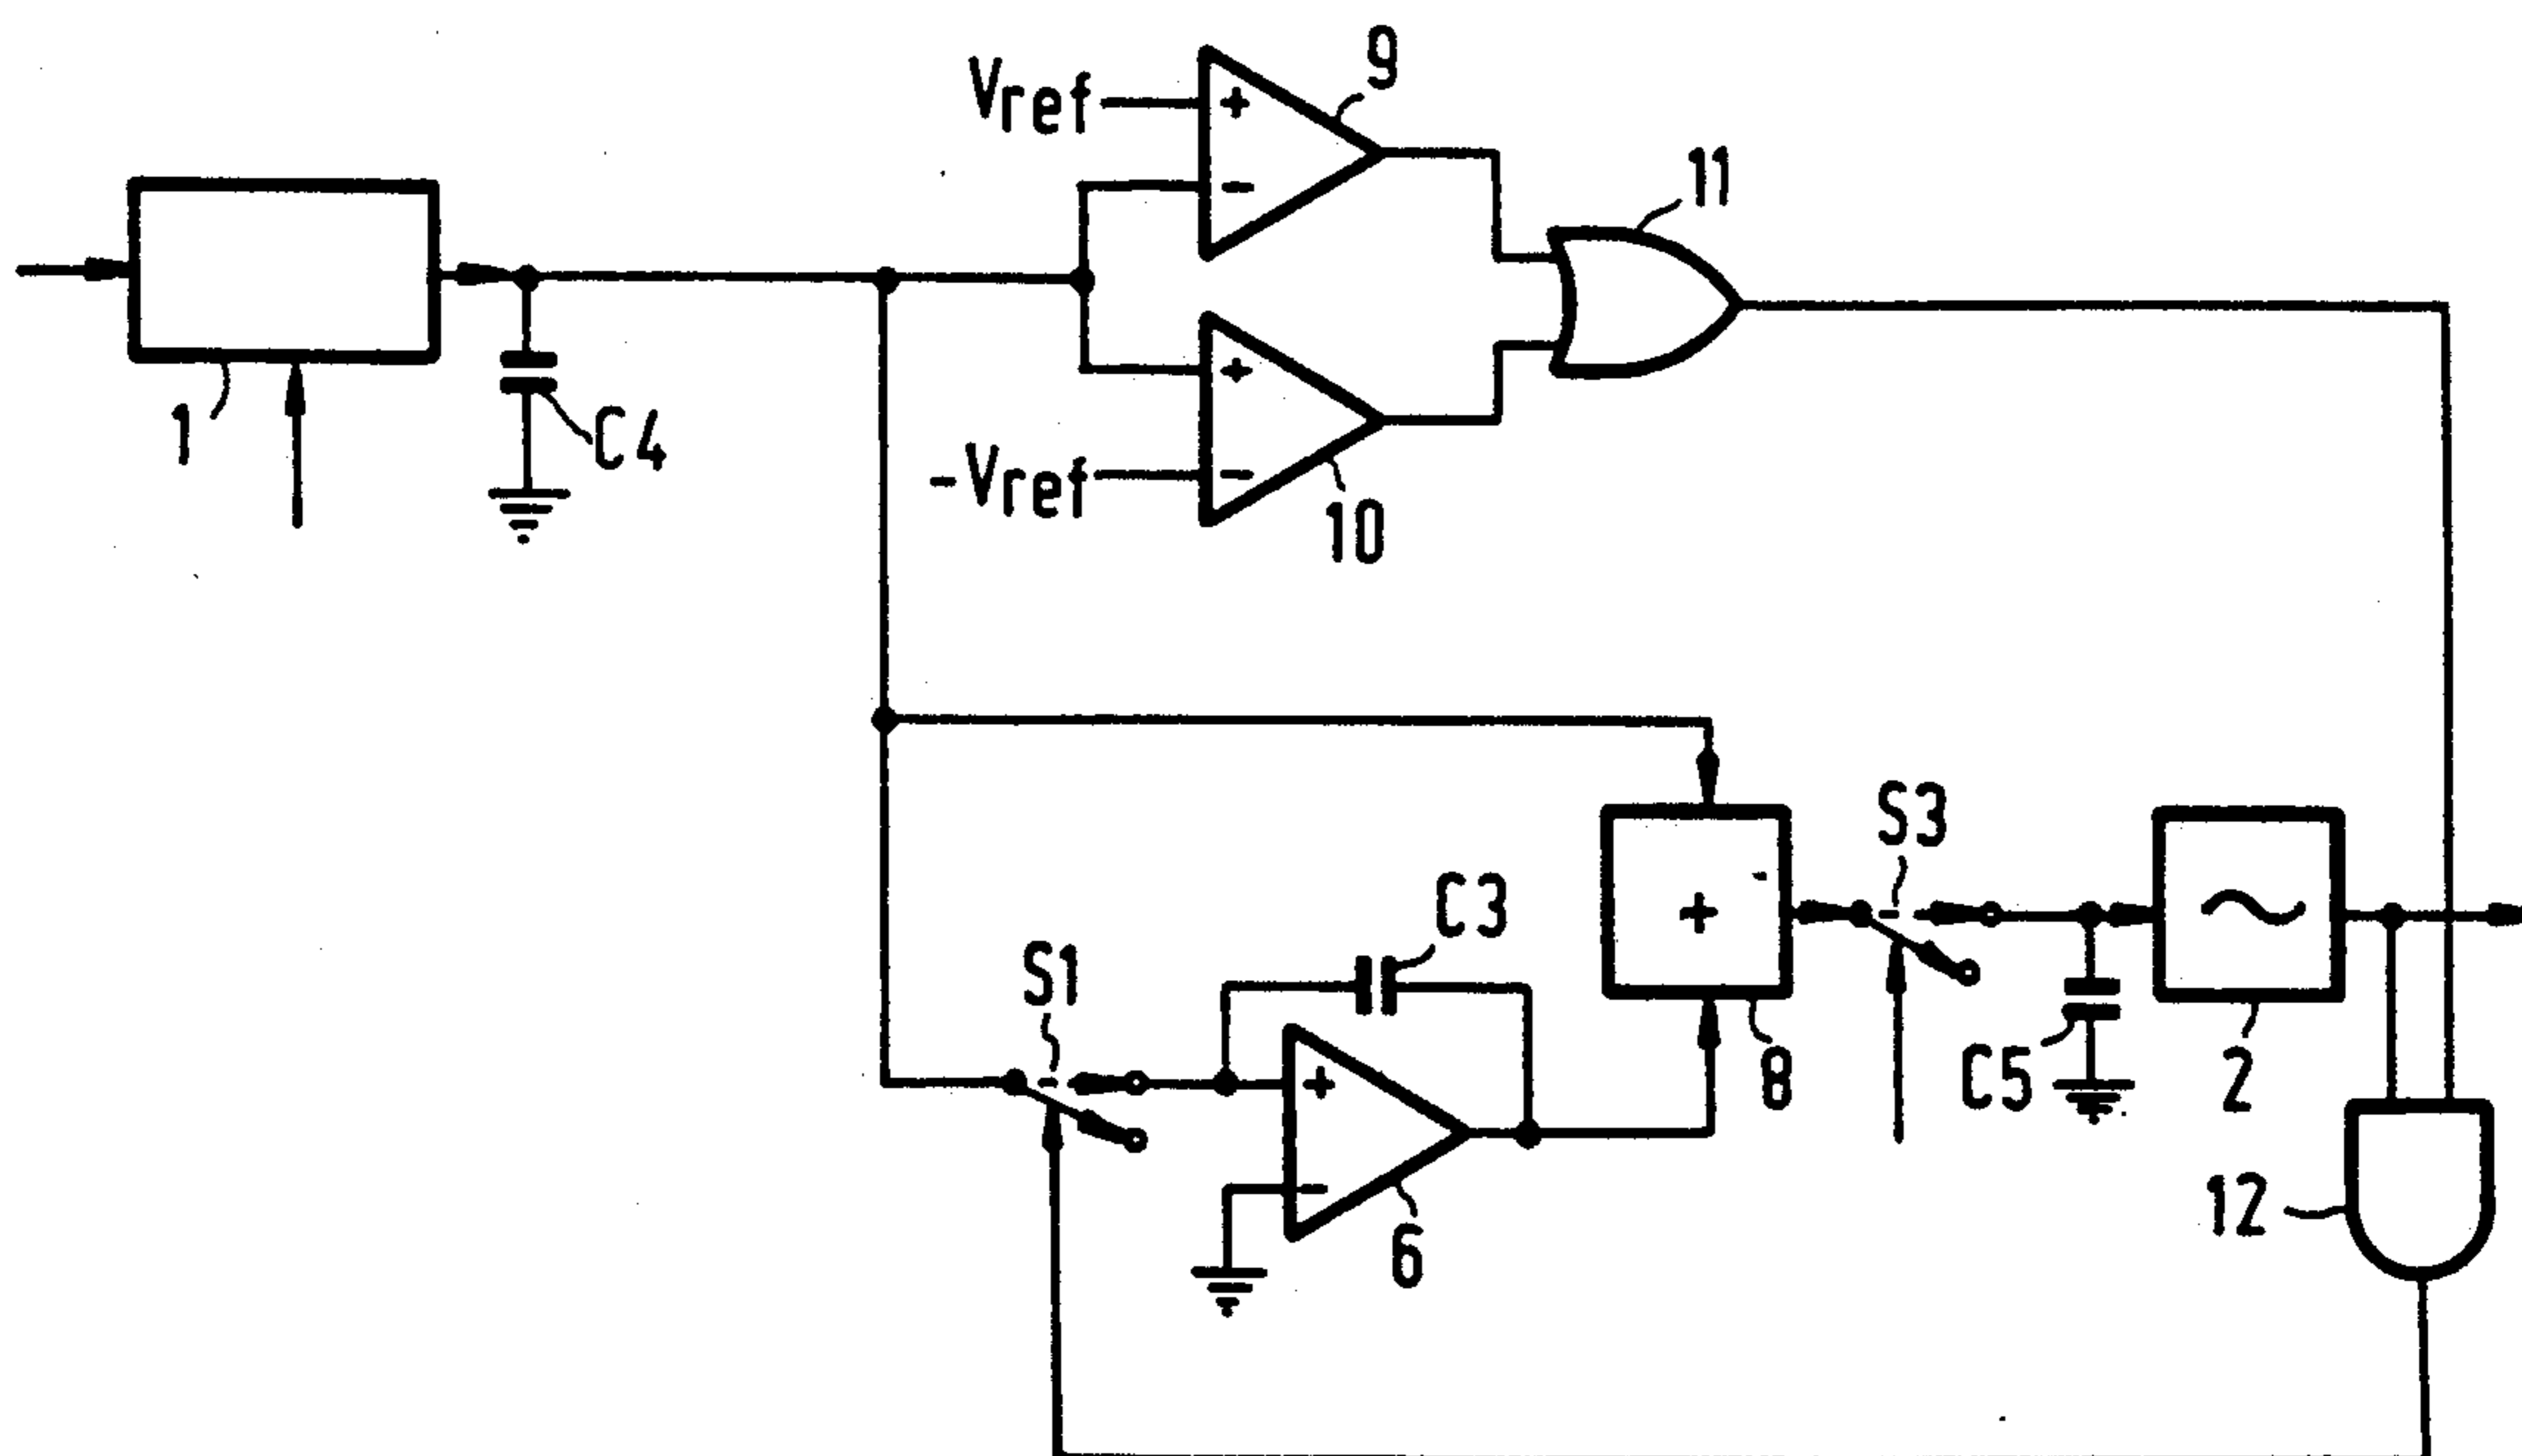 9
Vref
+
-
11
1
C4
+
-Vref
-
10
S3
C3
+
~
S1
8
C5
2
+
-
6
12